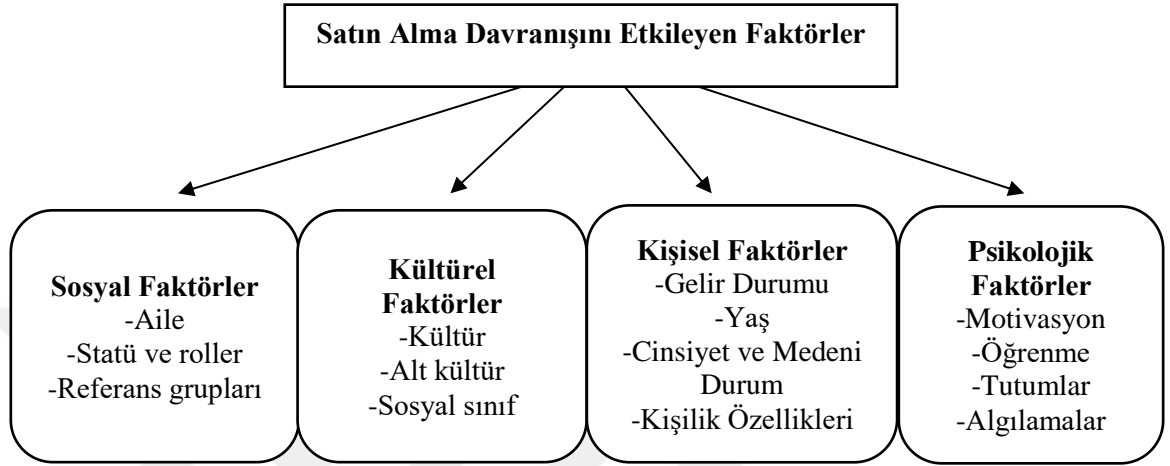 Satın Alma Davranışını Etkileyen Faktörler
Sosyal Faktörler
-Aile
-Statü ve roller
-Referans grupları
Kültürel
Faktörler
-Kültür
-Alt kültür
-Sosyal sınıf
Kişisel Faktörler
-Gelir Durumu
-Yaş
-Cinsiyet ve Medeni
Durum
-Kişilik Özellikleri
Psikolojik
Faktörler
-Motivasyon
-Öğrenme
-Tutumlar
-Algılamalar